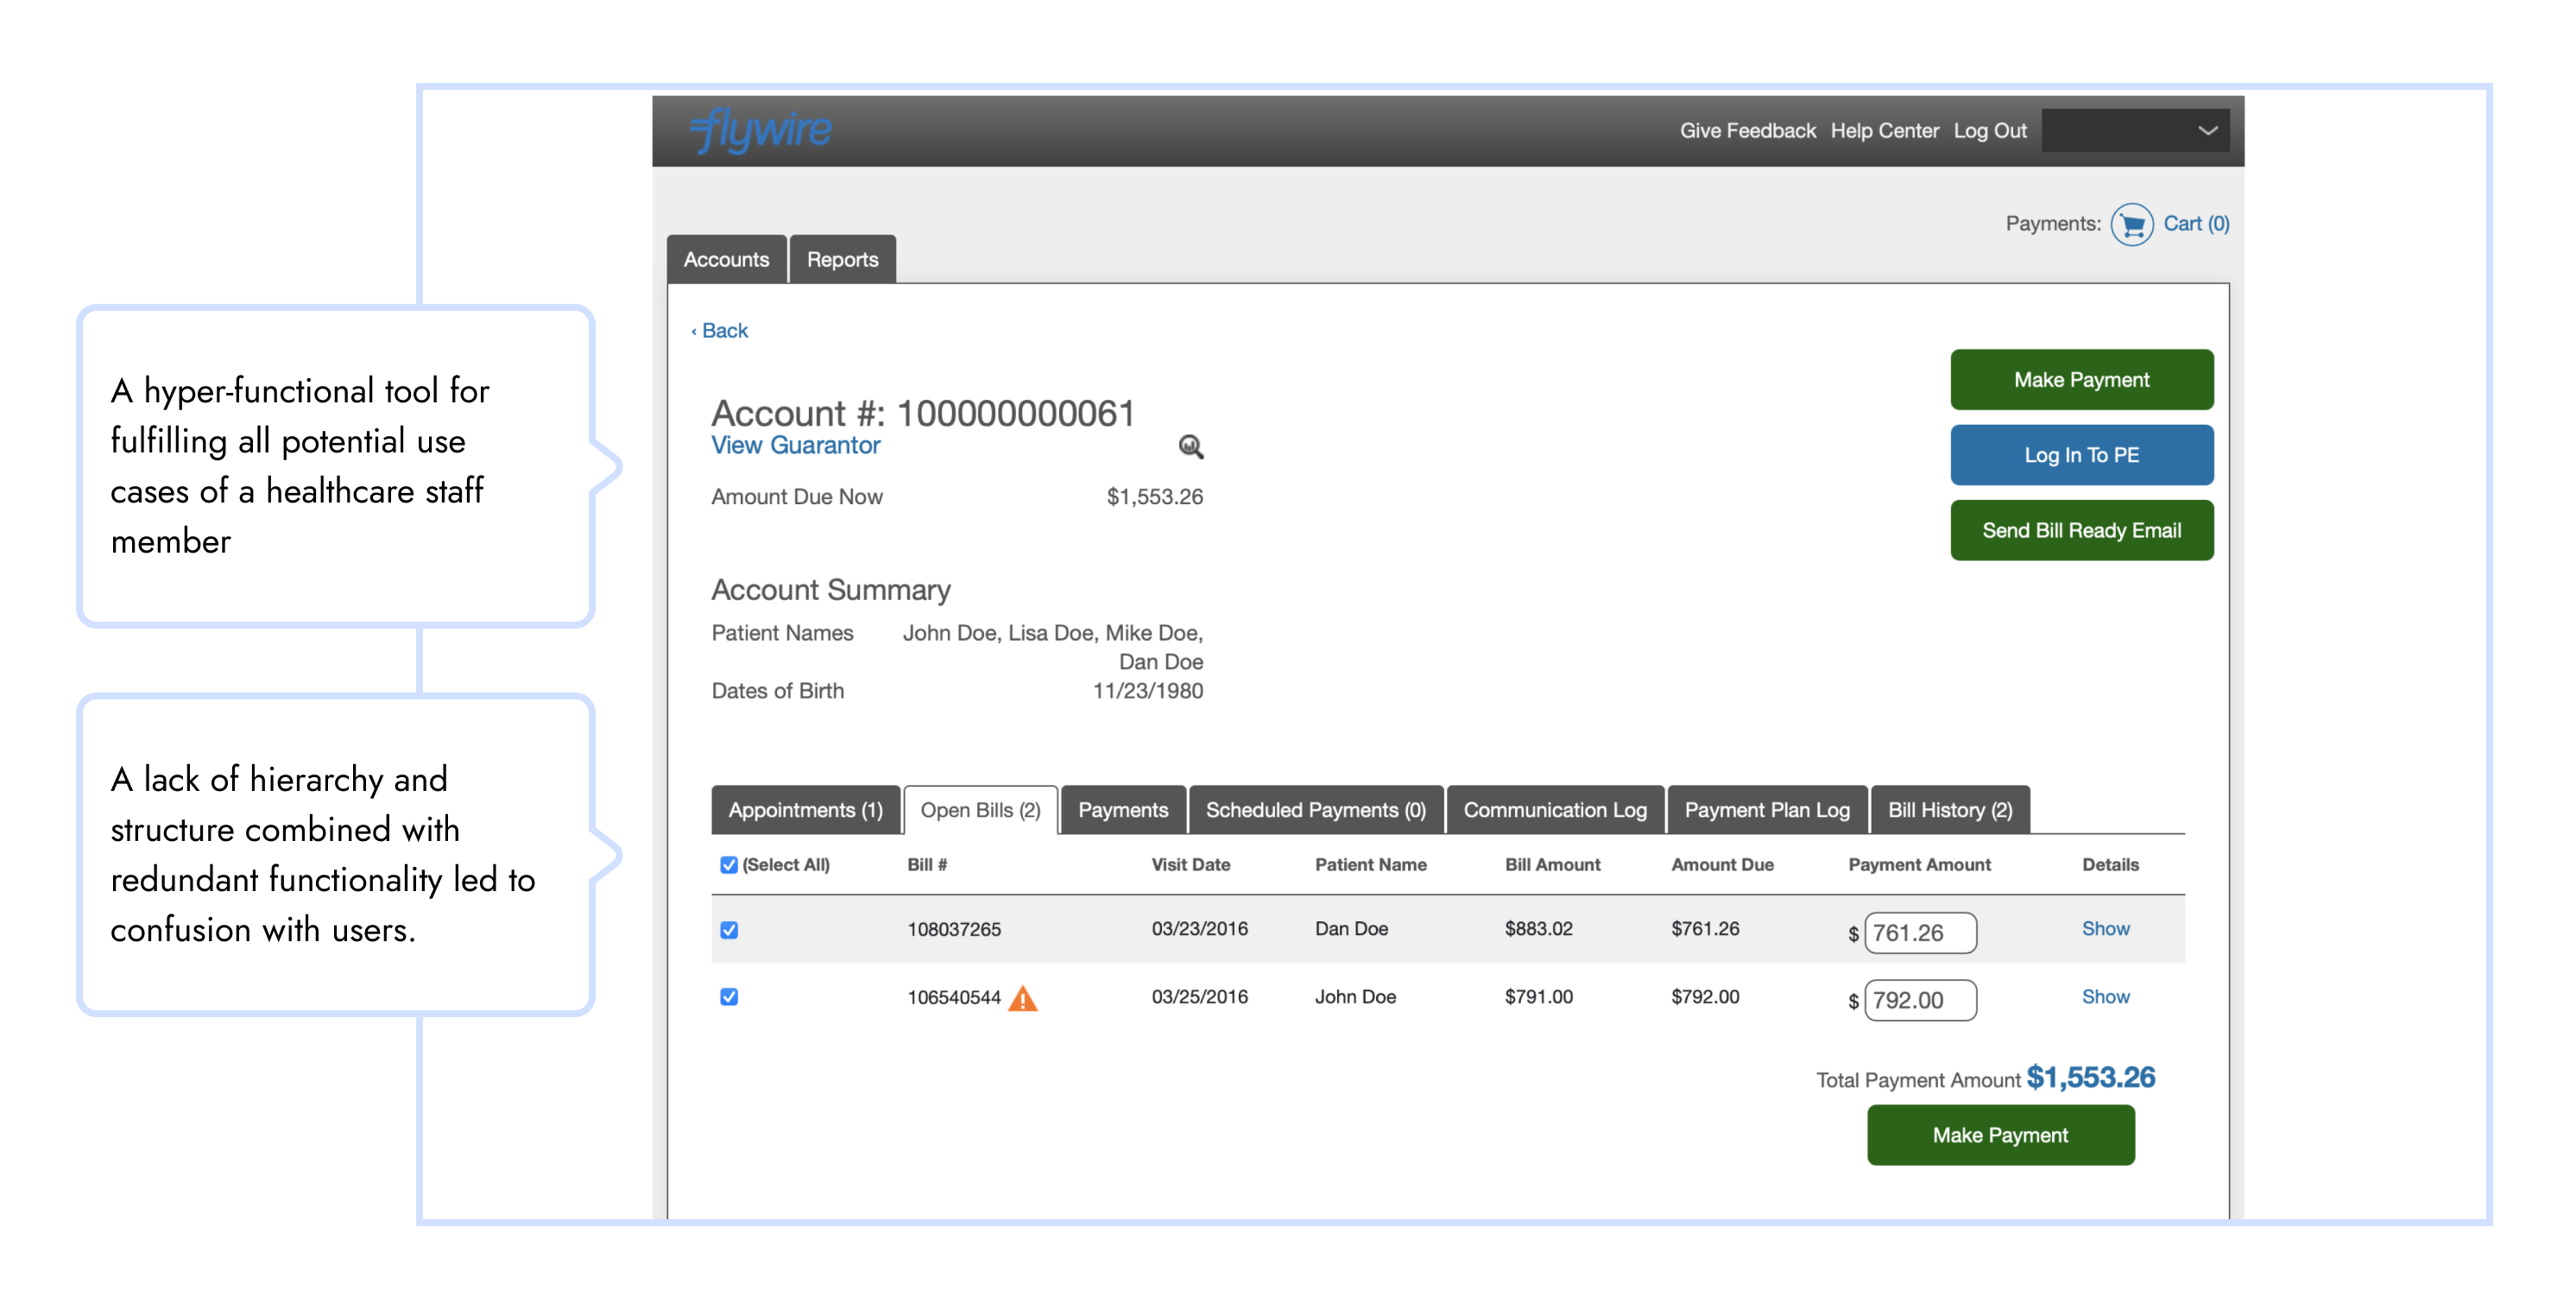 flywire
Give Feedback Help Center Log Out
Payments: Cart (0)
Accounts Reports
‹ Back
Make Payment
Account #: 100000000061
View Guarantor
Log In To PE
Amount Due Now $1,553.26
Send Bill Ready Email
Account Summary
Patient Names John Doe, Lisa Doe, Mike Doe,
Dan Doe
Dates of Birth 11/23/1980
Appointments (1) Open Bills (2) Payments Scheduled Payments (0) Communication Log Payment Plan Log Bill History (2)
(Select All) Bill # Visit Date Patient Name Bill Amount Amount Due Payment Amount Details
108037265 03/23/2016 Dan Doe $883.02 $761.26 $ 761.26 Show
106540544 03/25/2016 John Doe $791.00 $792.00 $ 792.00 Show
Total Payment Amount $1,553.26
Make Payment
A hyper-functional tool for
fulfilling all potential use
cases of a healthcare staff
member
A lack of hierarchy and
structure combined with
redundant functionality led to
confusion with users.